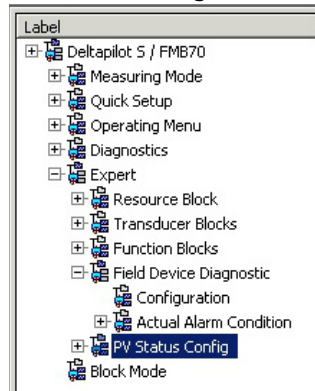 Label
Deltapilot S / FMB70
Measuring Mode
Quick Setup
Operating Menu
Diagnostics
Expert
Resource Block
Transducer Blocks
Function Blocks
Field Device Diagnostic
Configuration
Actual Alarm Condition
PV Status Config
Block Mode